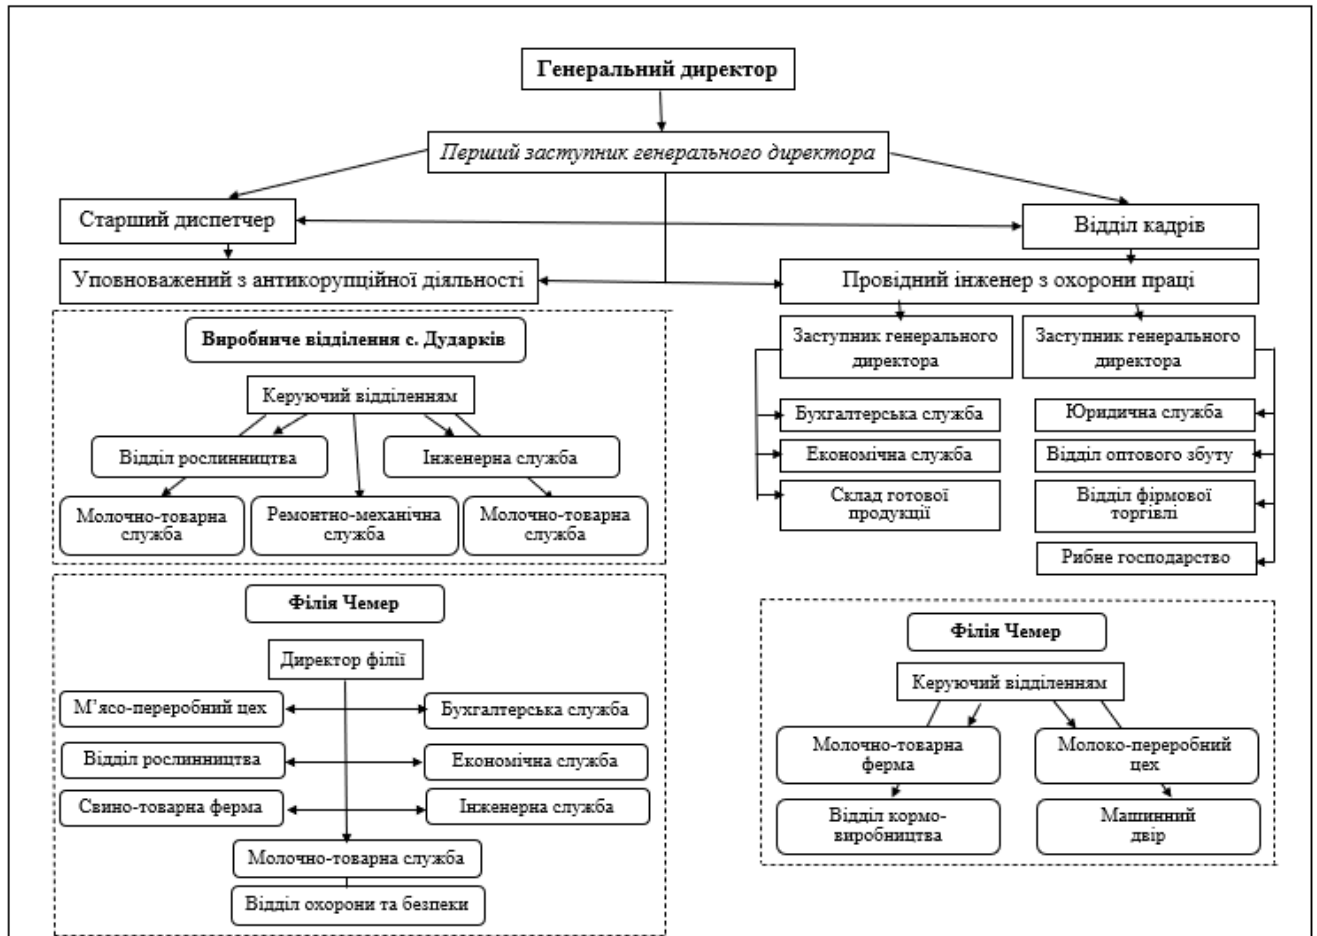 Генеральний директор
Перший заступник генерального директора
Старший диспетчер
Відділ кадрів
Уповноважений з антикорупційної діяльності
Провідний інженер з охорони праці
Виробниче відділення с. Дударків
Керуючий відділенням
Відділ рослинництва
Інженерна служба
Молочно-товарна
служба
Ремонтно-механічна
служба
Молочно-товарна
служба
Заступник генерального
директора
Заступник генерального
директора
Бухгалтерська служба
Економічна служба
Склад готової
продукції
Юридична служба
Відділ оптового збуту
Відділ фірмової
торгівлі
Рибне господарство
Філія Чемер
Директор філії
М’ясо-переробний цех
Бухгалтерська служба
Відділ рослинництва
Економічна служба
Свино-товарна ферма
Інженерна служба
Молочно-товарна служба
Відділ охорони та безпеки
Філія Чемер
Керуючий відділенням
Молочно-товарна
ферма
Молоко-переробний
цех
Відділ кормо-
виробництва
Машинний
двір